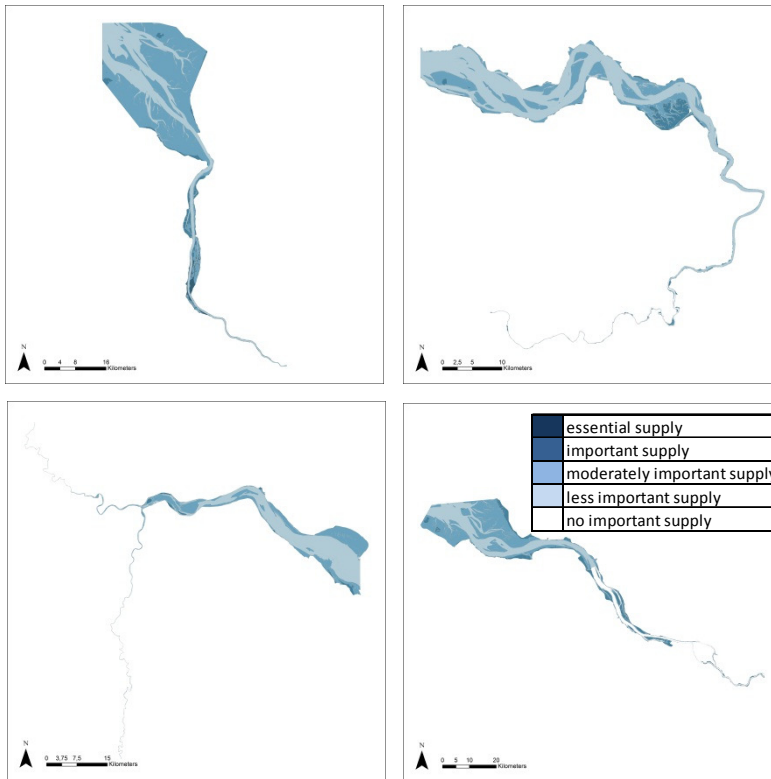 N
0 4 8 16
Kilometers
N
0 2,5 5 10
Kilometers
N
0 3,75 7,5 15
Kilometers
essential supply
important supply
moderately important supply
less important supply
no important supply
N
0 5 10 20
Kilometers